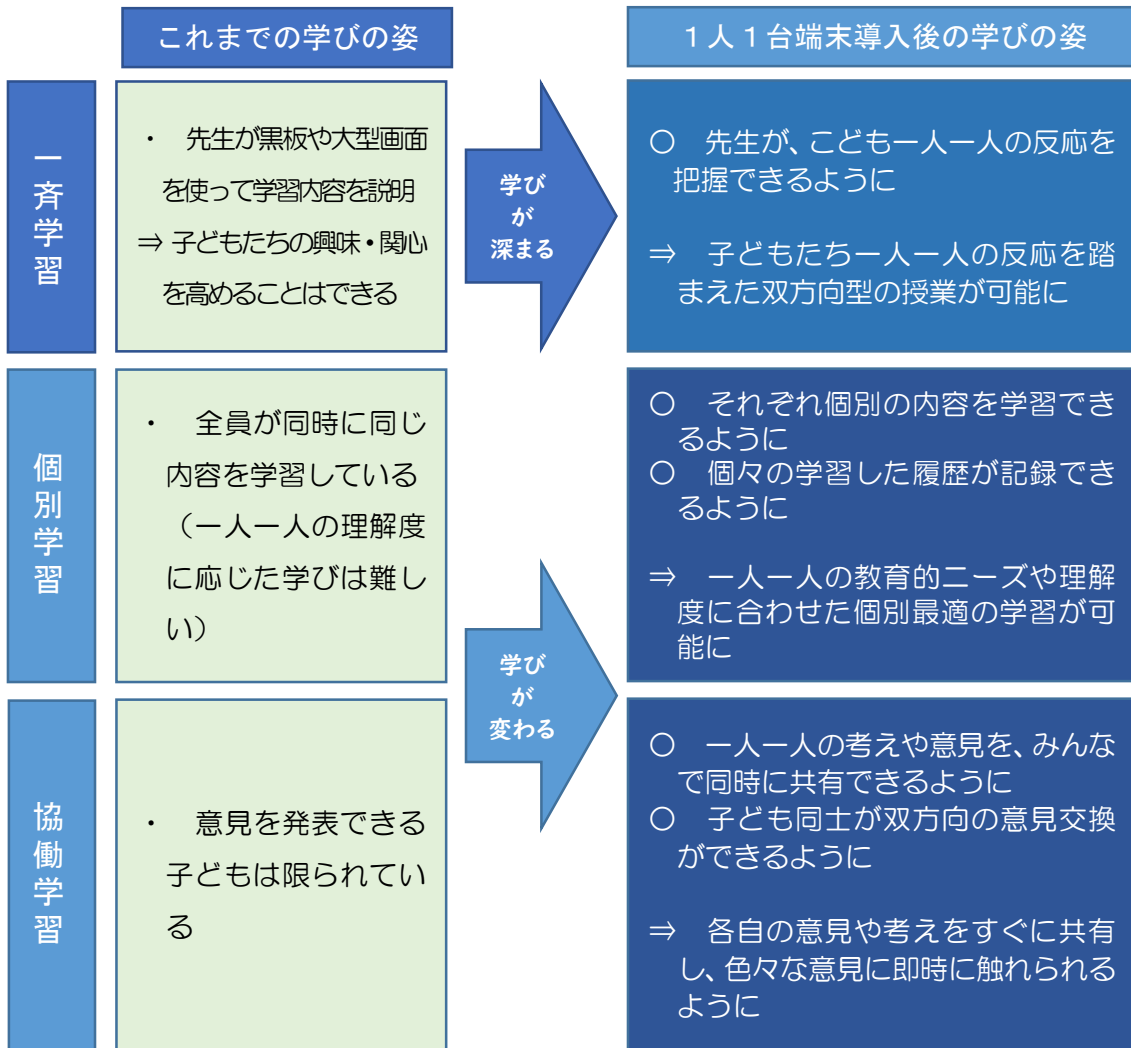 これまでの学びの姿
１人１台端末導入後の学びの姿
一斉学習
・　先生が黒板や大型画面
を使って学習内容を説明
⇒ 子どもたちの興味・関心
を高めることはできる
学び
が
深まる
○　先生が、こども一人一人の反応を
把握できるように
⇒　子どもたち一人一人の反応を踏
まえた双方向型の授業が可能に
個別学習
・　全員が同時に同じ
内容を学習している
（一人一人の理解度
に応じた学びは難し
い）
学び
が
変わる
○　それぞれ個別の内容を学習でき
るように
○　個々の学習した履歴が記録でき
るように
⇒　一人一人の教育的ニーズや理解
度に合わせた個別最適の学習が可
能に
協働学習
・　意見を発表できる
子どもは限られてい
る
○　一人一人の考えや意見を、みんな
で同時に共有できるように
○　子ども同士が双方向の意見交換
ができるように
⇒　各自の意見や考えをすぐに共有
し、色々な意見に即時に触れられる
ように